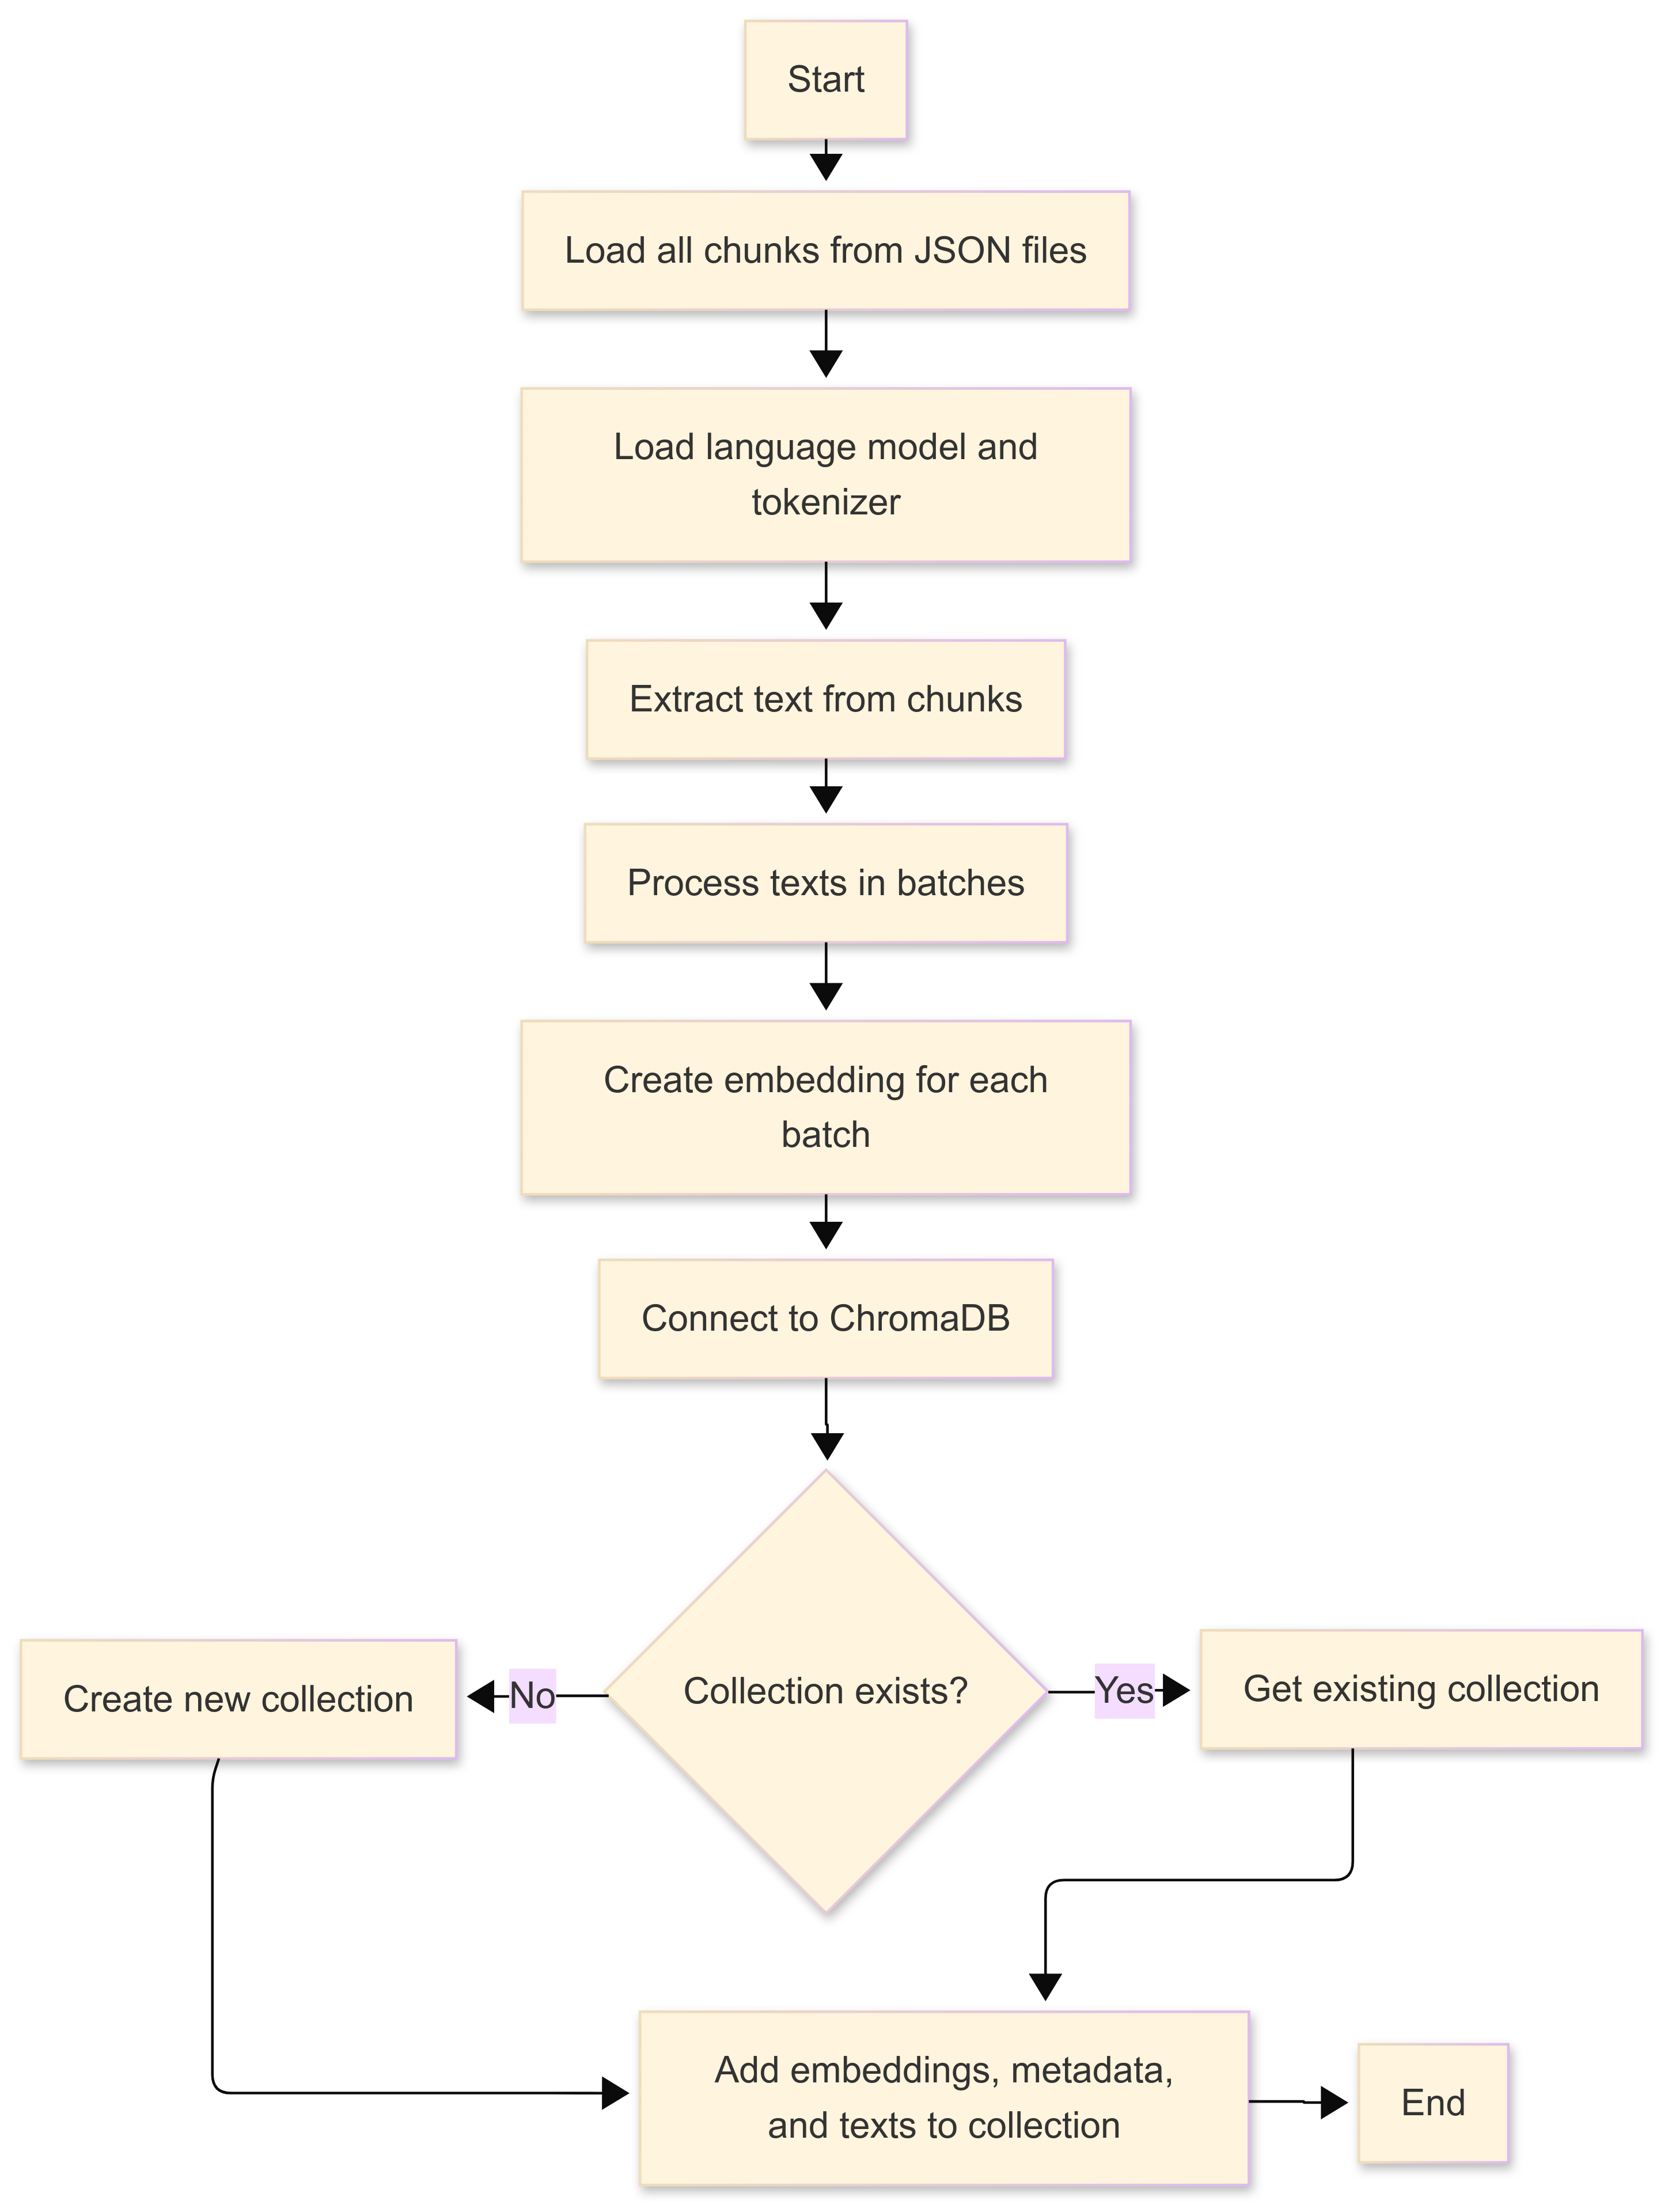 Start
Load all chunks from JSON files
Load language model and
tokenizer
Extract text from chunks
Process texts in batches
Create embedding for each
batch
Connect to ChromaDB
Collection exists?
No
Yes
Create new collection
Get existing collection
Add embeddings, metadata,
and texts to collection
End